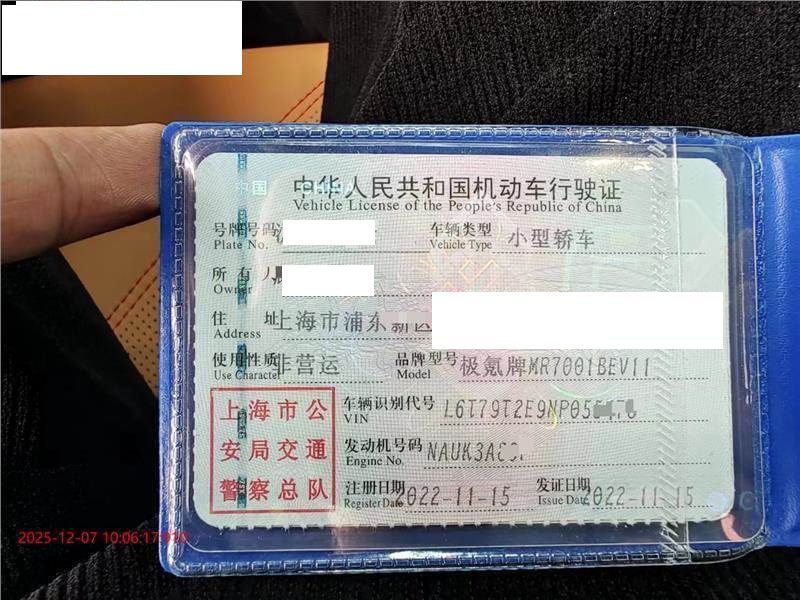 中国 CHINA
中华人民共和国机动车行驶证
Vehicle License of the People's Republic of China
号牌号码
Plate No.
车辆类型 小型轿车
Vehicle Type
所有人
Owner
住址 上海市浦东新区
Address
使用性质 非营运
Use Character
品牌型号 极氪牌MR7001BEV11
Model
上海市公
安局交通
警察总队
车辆识别代号
VIN
发动机号码
Engine No.
注册日期 2022-11-15
Register Date
发证日期 2022-11-15
Issue Date
2025-12-07 10:06:17